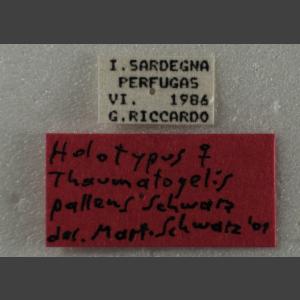 I. SARDEGNA
PERFUGAS
VI. 1986
G. RICCARDO
Holotypus ♀
Thaumatogelis
pallens Schwarz
det. Mart. Schwarz '01